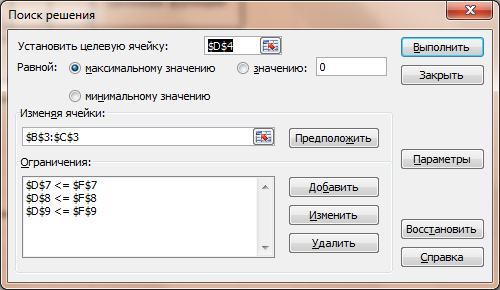 Поиск решения
Установить целевую ячейку: $D$4 Выполнить
Равной: максимальному значению значению: 0 Закрыть
минимальному значению
Изменяя ячейки:
$B$3:$C$3 Предположить
Ограничения: Параметры
$D$7 <= $F$7 Добавить
$D$8 <= $F$8
$D$9 <= $F$9 Изменить
Восстановить
Удалить
Справка